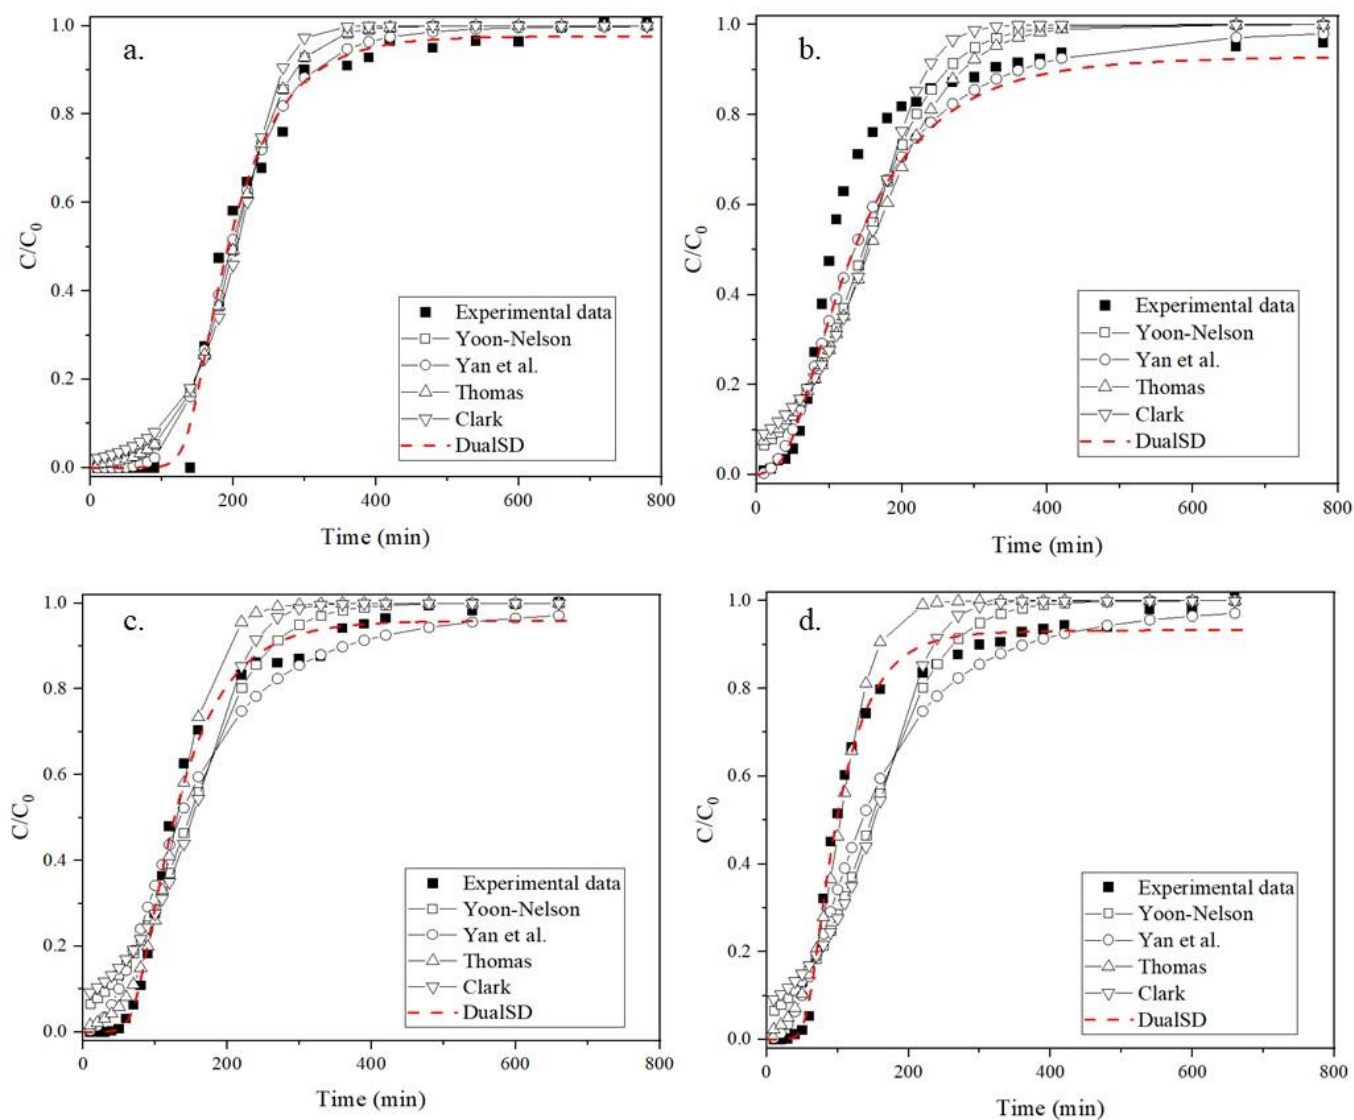 a.
1.0
0.8
0.6
0.4
0.2
0.0
C/C0
Experimental data
Yoon-Nelson
Yan et al.
Thomas
Clark
DualSD
0 200 400 600 800
Time (min)
b.
1.0
0.8
0.6
0.4
0.2
0.0
C/C0
Experimental data
Yoon-Nelson
Yan et al.
Thomas
Clark
DualSD
0 200 400 600 800
Time (min)
c.
1.0
0.8
0.6
0.4
0.2
0.0
C/C0
Experimental data
Yoon-Nelson
Yan et al.
Thomas
Clark
DualSD
0 200 400 600 800
Time (min)
d.
1.0
0.8
0.6
0.4
0.2
0.0
C/C0
Experimental data
Yoon-Nelson
Yan et al.
Thomas
Clark
DualSD
0 200 400 600 800
Time (min)